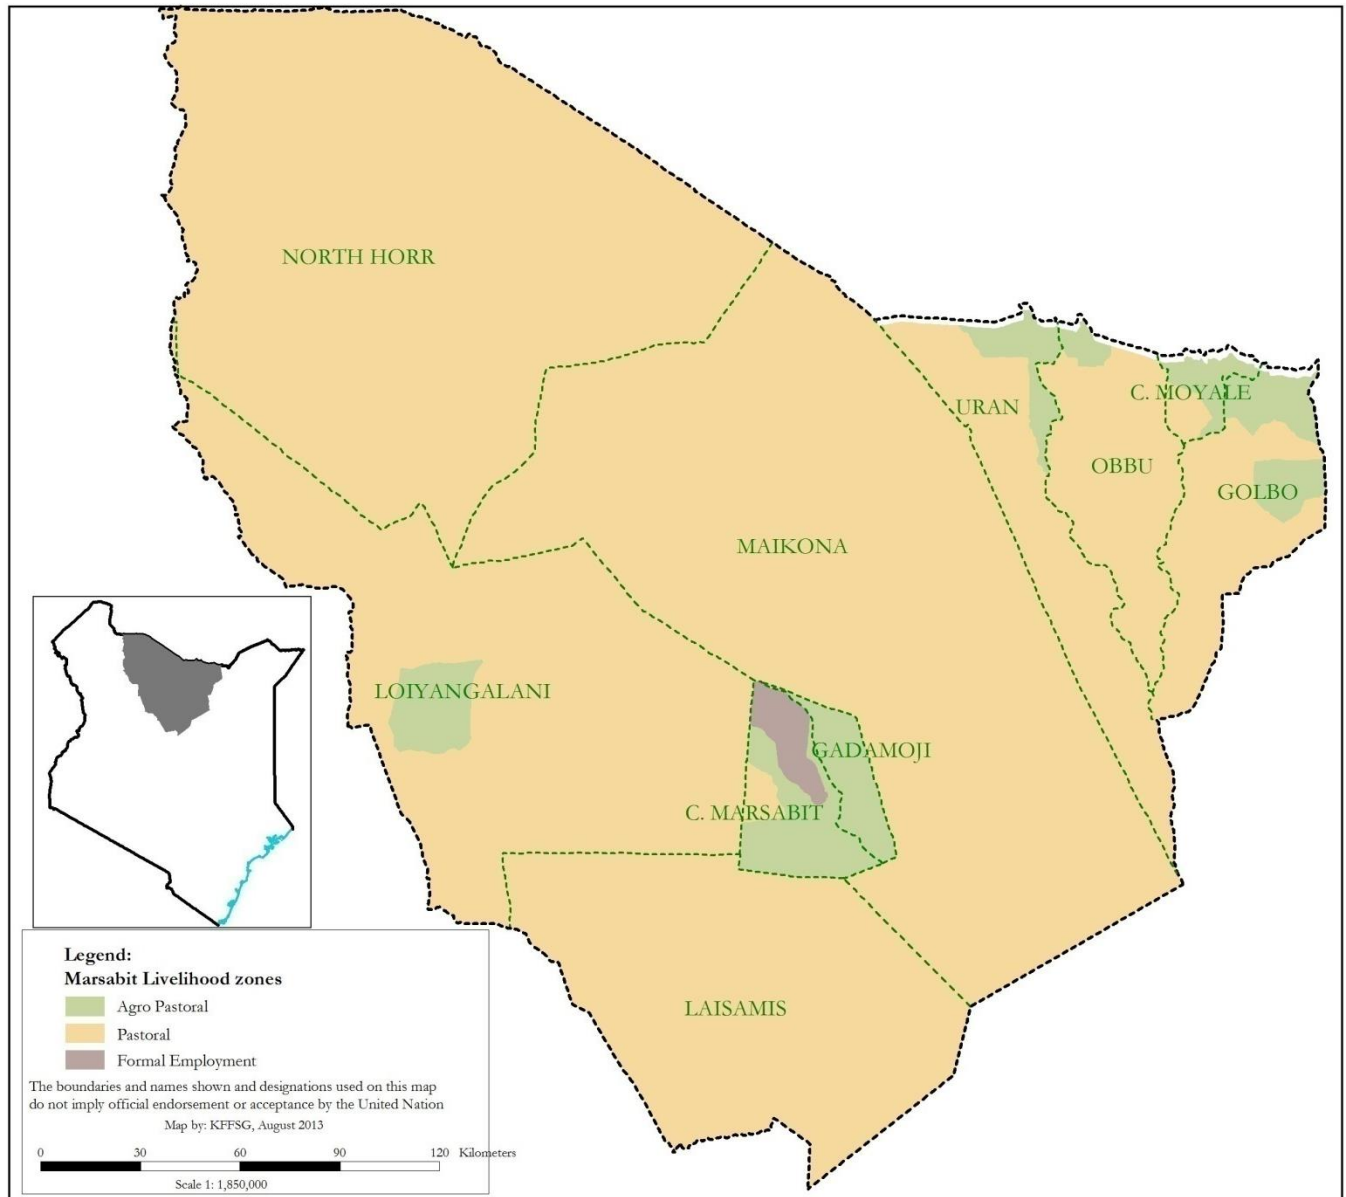 NORTH HORR
C. MOYALE
URAN
OBBU
GOLBO
MAIKONA
LOIYANGALANI
GADAMOJI
C. MARSABIT
LAISAMIS
Legend:
Marsabit Livelihood zones
Agro Pastoral
Pastoral
Formal Employment
The boundaries and names shown and designations used on this map
do not imply official endorsement or acceptance by the United Nation
Map by: KFFSG, August 2013
0 30 60 90 120 Kilometers
Scale 1: 1,850,000